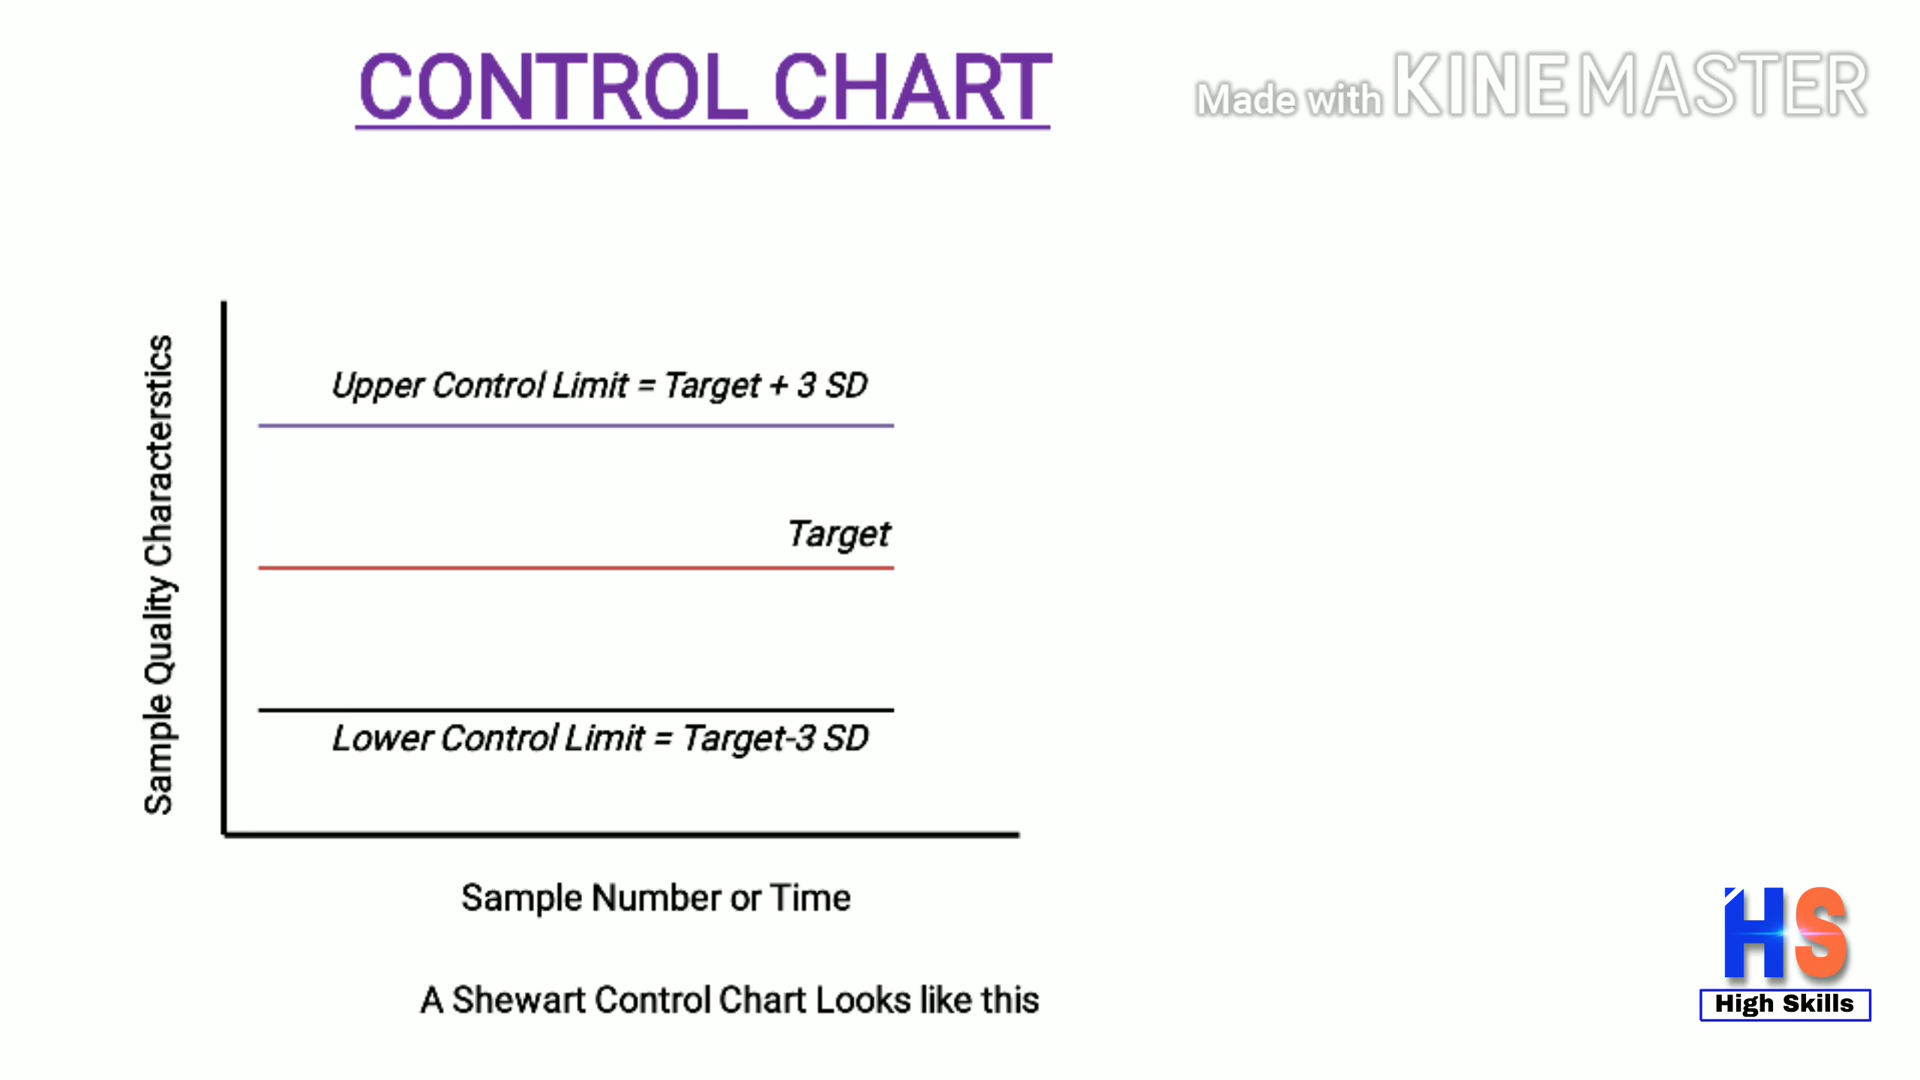 CONTROL CHART
Made with KINEMASTER
Upper Control Limit = Target + 3 SD
Target
Lower Control Limit = Target-3 SD
Sample Quality Characterstics
Sample Number or Time
A Shewart Control Chart Looks like this
HS
High Skills